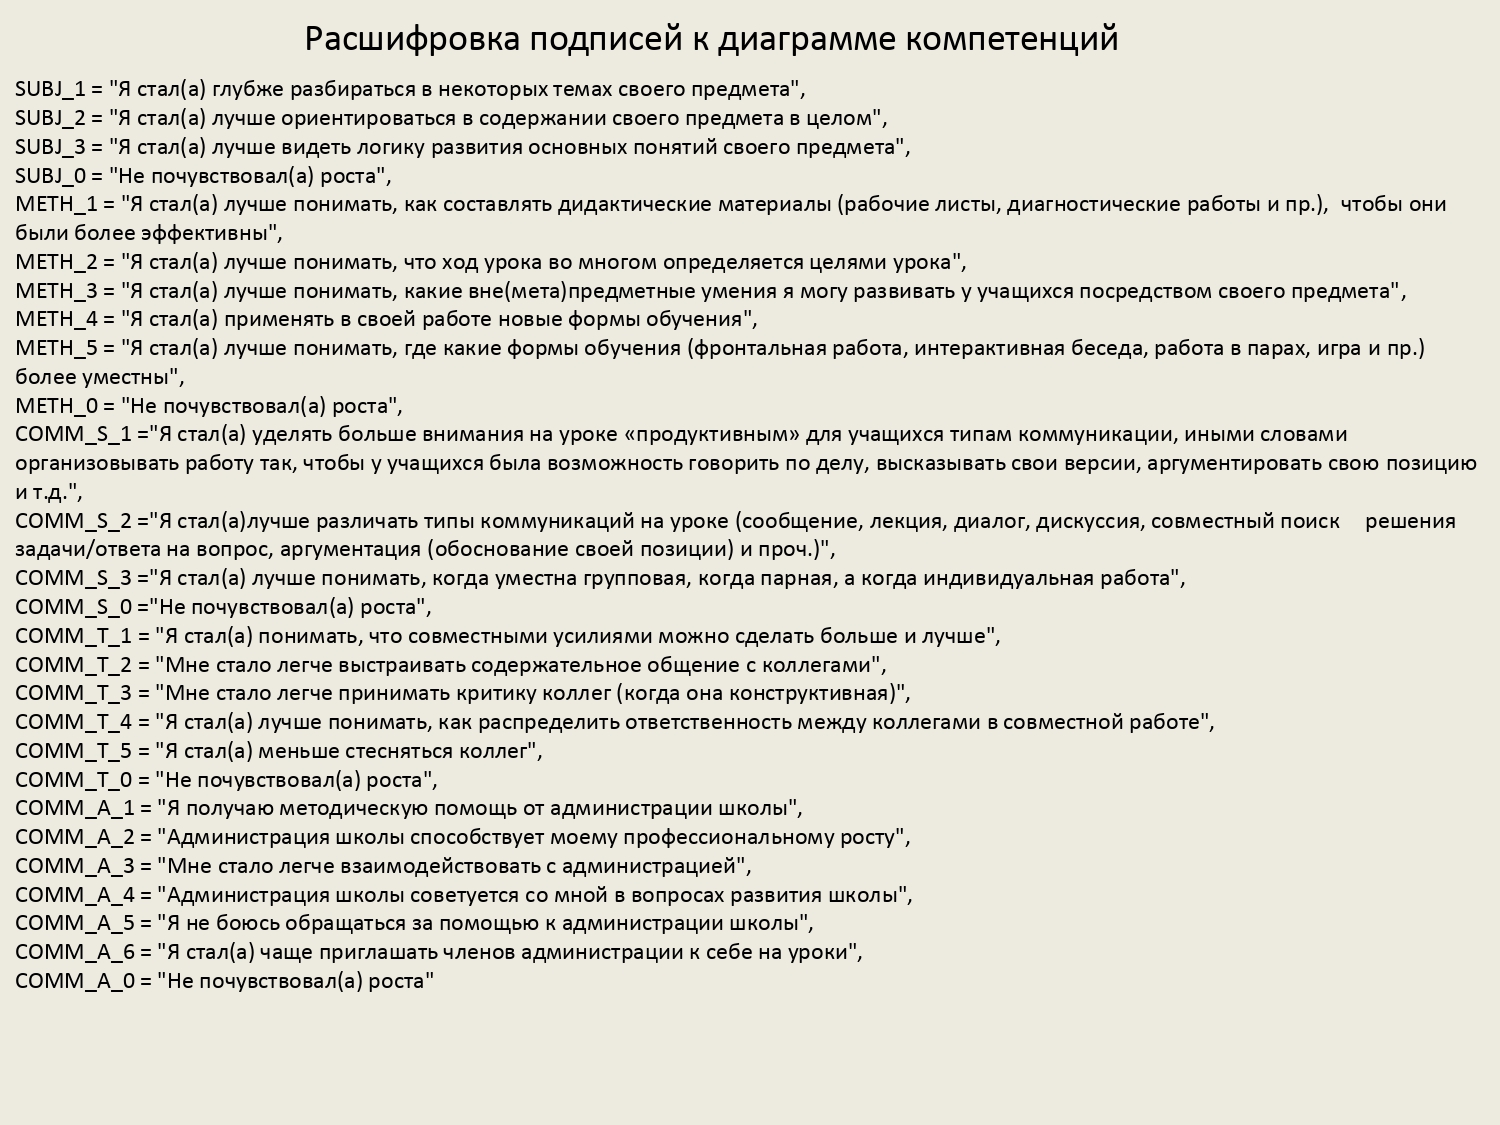 Расшифровка подписей к диаграмме компетенций
SUBJ_1 = "Я стал(а) глубже разбираться в некоторых темах своего предмета",
SUBJ_2 = "Я стал(а) лучше ориентироваться в содержании своего предмета в целом",
SUBJ_3 = "Я стал(а) лучше видеть логику развития основных понятий своего предмета",
SUBJ_0 = "Не почувствовал(а) роста",
METH_1 = "Я стал(а) лучше понимать, как составлять дидактические материалы (рабочие листы, диагностические работы и пр.),  чтобы они
были более эффективны",
METH_2 = "Я стал(а) лучше понимать, что ход урока во многом определяется целями урока",
METH_3 = "Я стал(а) лучше понимать, какие вне(мета)предметные умения я могу развивать у учащихся посредством своего предмета",
METH_4 = "Я стал(а) применять в своей работе новые формы обучения",
METH_5 = "Я стал(а) лучше понимать, где какие формы обучения (фронтальная работа, интерактивная беседа, работа в парах, игра и пр.)
более уместны",
METH_0 = "Не почувствовал(а) роста",
COMM_S_1 ="Я стал(а) уделять больше внимания на уроке «продуктивным» для учащихся типам коммуникации, иными словами
организовывать работу так, чтобы у учащихся была возможность говорить по делу, высказывать свои версии, аргументировать свою позицию
и т.д.",
COMM_S_2 ="Я стал(а)лучше различать типы коммуникаций на уроке (сообщение, лекция, диалог, дискуссия, совместный поиск    решения
задачи/ответа на вопрос, аргументация (обоснование своей позиции) и проч.)",
COMM_S_3 ="Я стал(а) лучше понимать, когда уместна групповая, когда парная, а когда индивидуальная работа",
COMM_S_0 ="Не почувствовал(а) роста",
COMM_T_1 = "Я стал(а) понимать, что совместными усилиями можно сделать больше и лучше",
COMM_T_2 = "Мне стало легче выстраивать содержательное общение с коллегами",
COMM_T_3 = "Мне стало легче принимать критику коллег (когда она конструктивная)",
COMM_T_4 = "Я стал(а) лучше понимать, как распределить ответственность между коллегами в совместной работе",
COMM_T_5 = "Я стал(а) меньше стесняться коллег",
COMM_T_0 = "Не почувствовал(а) роста",
COMM_A_1 = "Я получаю методическую помощь от администрации школы",
COMM_A_2 = "Администрация школы способствует моему профессиональному росту",
COMM_A_3 = "Мне стало легче взаимодействовать с администрацией",
COMM_A_4 = "Администрация школы советуется со мной в вопросах развития школы",
COMM_A_5 = "Я не боюсь обращаться за помощью к администрации школы",
COMM_A_6 = "Я стал(а) чаще приглашать членов администрации к себе на уроки",
COMM_A_0 = "Не почувствовал(а) роста"